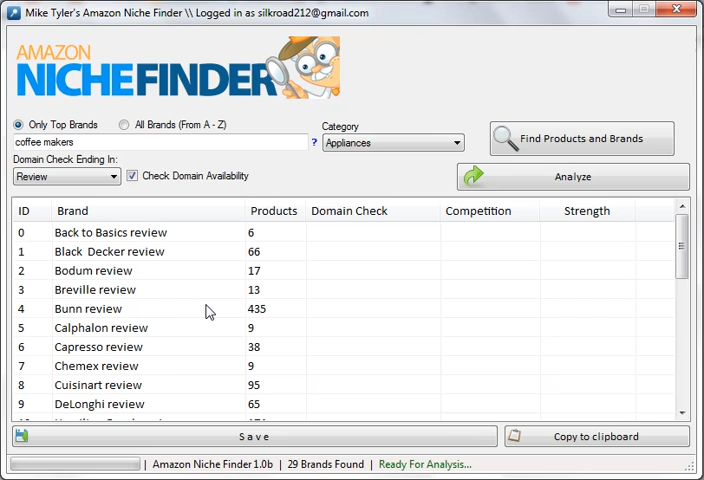 Mike Tyler's Amazon Niche Finder \\ Logged in as silkroad212@gmail.com
AMAZON
NICHEFINDER
Only Top Brands All Brands (From A - Z) Category
coffee makers ? Appliances Find Products and Brands
Domain Check Ending In:
Review Check Domain Availability Analyze
ID Brand Products Domain Check Competition Strength
0 Back to Basics review 6
1 Black Decker review 66
2 Bodum review 17
3 Breville review 13
4 Bunn review 435
5 Calphalon review 9
6 Capresso review 38
7 Chemex review 9
8 Cuisinart review 95
9 DeLonghi review 65
Save Copy to clipboard
Amazon Niche Finder 1.0b | 29 Brands Found | Ready For Analysis...